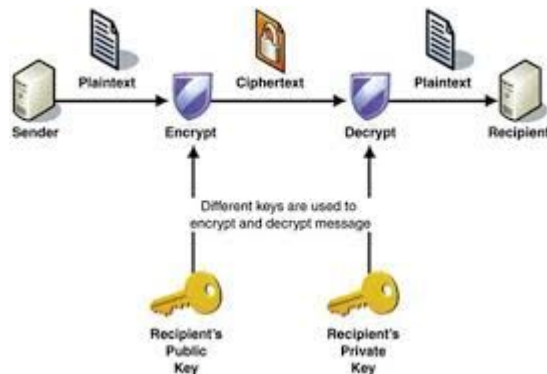 Plaintext
Ciphertext
Plaintext
Sender
Encrypt
Decrypt
Recipient
Different keys are used to
encrypt and decrypt message
Recipient's
Public
Key
Recipient's
Private
Key